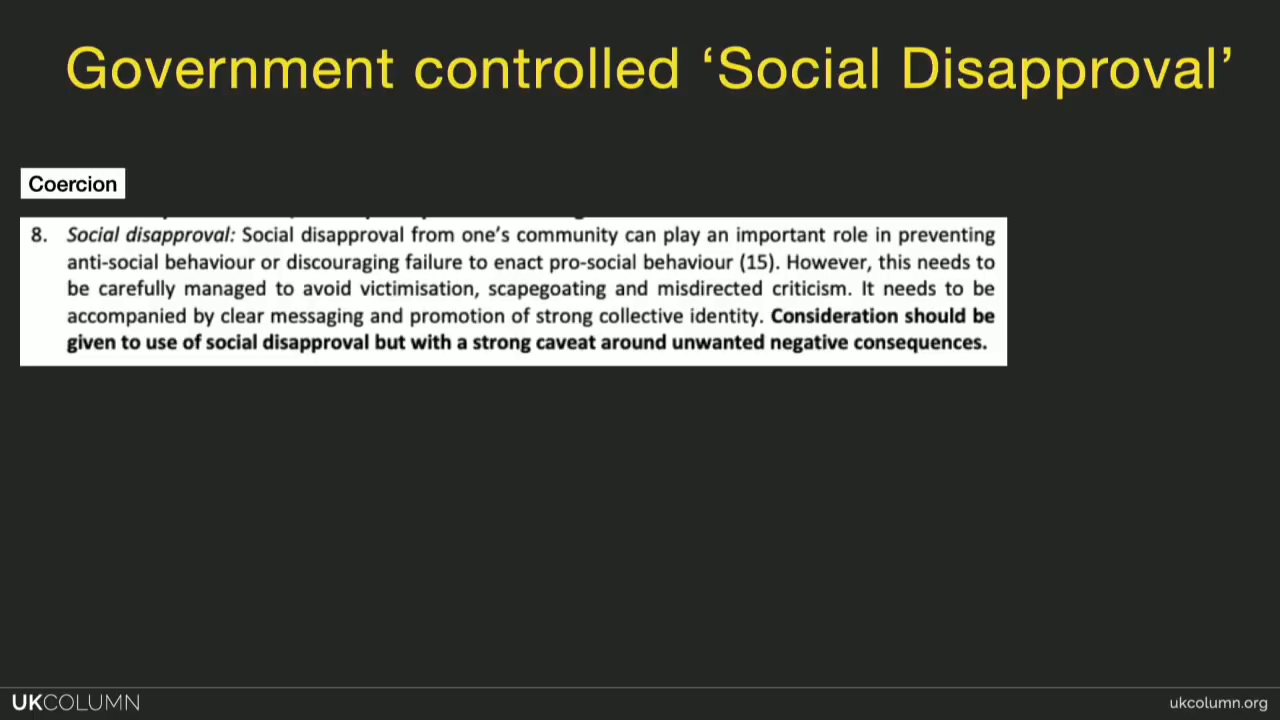 Government controlled ‘Social Disapproval’
Coercion
8. Social disapproval: Social disapproval from one’s community can play an important role in preventing
anti-social behaviour or discouraging failure to enact pro-social behaviour (15). However, this needs to
be carefully managed to avoid victimisation, scapegoating and misdirected criticism. It needs to be
accompanied by clear messaging and promotion of strong collective identity. Consideration should be
given to use of social disapproval but with a strong caveat around unwanted negative consequences.
UKCOLUMN
ukcolumn.org